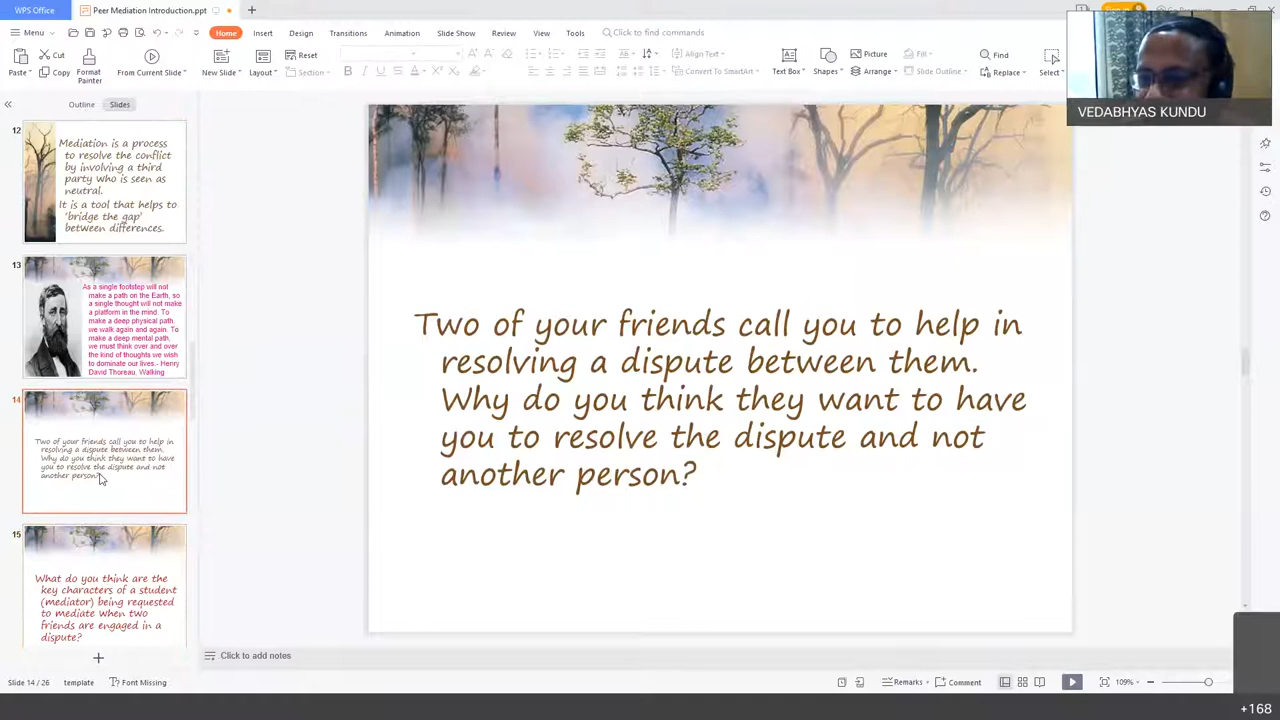 WPS Office
Peer Mediation Introduction.ppt
Menu
Home
Insert
Design
Transitions
Animation
Slide Show
Review
View
Tools
Click to find commands
Paste
Cut
Copy
Format
Painter
From Current Slide
New Slide
Layout
Reset
Section
Align Text
Convert To SmartArt
Text Box
Shapes
Picture
Arrange
Fill
Slide Outline
Find
Replace
Select
VEDABHYAS KUNDU
Outline
Slides
12
Mediation is a process
to resolve the conflict
by involving a third
party who is seen as
neutral.
It is a tool that helps to
'bridge the gap'
between differences.
13
As a single footstep will not
make a path on the Earth, so
a single thought will not make
a platform in the mind. To
make a deep physical path,
we walk again and again. To
make a deep mental path,
we must think over and over
the kind of thoughts we wish
to dominate our lives.- Henry
David Thoreau, Walking
14
Two of your friends call you to help in
resolving a dispute between them.
Why do you think they want to have
you to resolve the dispute and not
another person?
15
What do you think are the
key characters of a student
(mediator) being requested
to mediate when two
friends are engaged in a
dispute?
Two of your friends call you to help in
resolving a dispute between them.
Why do you think they want to have
you to resolve the dispute and not
another person?
Click to add notes
Slide 14 / 26
template
Font Missing
Remarks
Comment
109%
+168